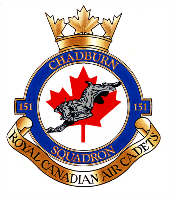 CHADBURN
151
151
SQUADRON
ROYAL CANADIAN AIR CADETS